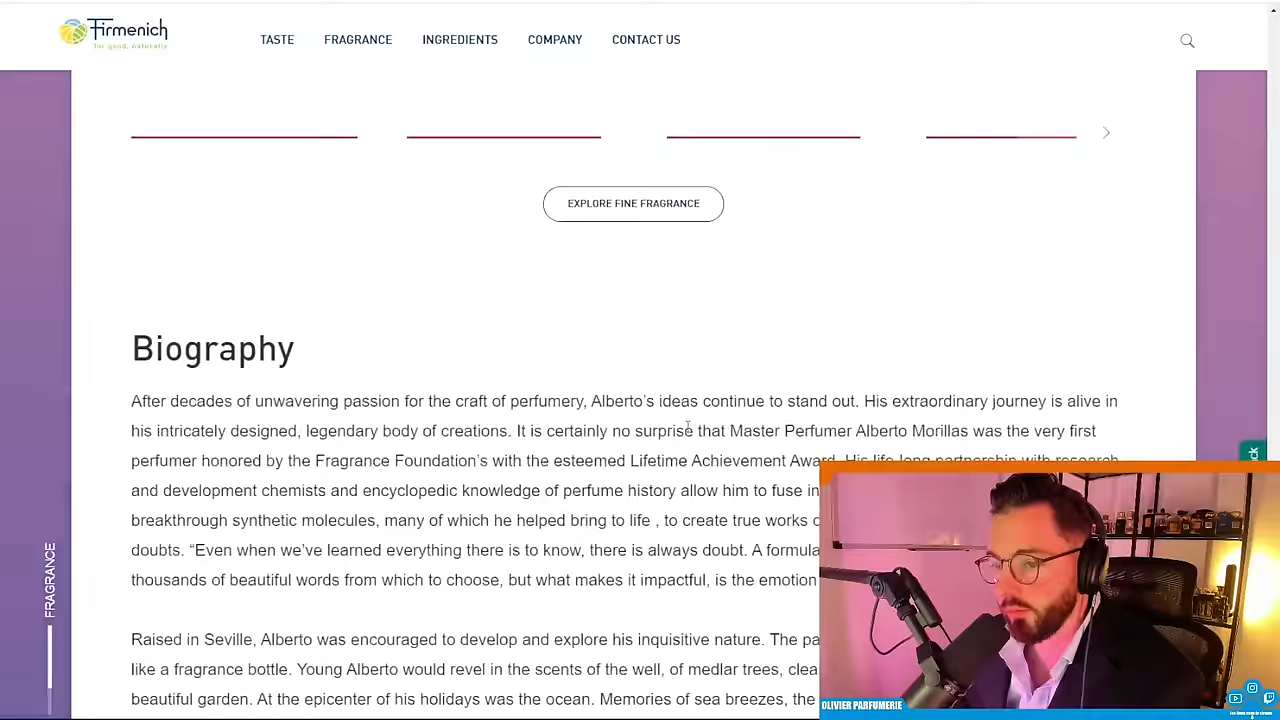 Firmenich
for good, naturally
TASTE FRAGRANCE INGREDIENTS COMPANY CONTACT US
EXPLORE FINE FRAGRANCE
Biography
After decades of unwavering passion for the craft of perfumery, Alberto’s ideas continue to stand out. His extraordinary journey is alive in
his intricately designed, legendary body of creations. It is certainly no surprise that Master Perfumer Alberto Morillas was the very first
perfumer honored by the Fragrance Foundation’s with the esteemed Lifetime Achievement Award. His life-long partnership with research
and development chemists and encyclopedic knowledge of perfume history allow him to fuse in
breakthrough synthetic molecules, many of which he helped bring to life , to create true works
doubts. “Even when we’ve learned everything there is to know, there is always doubt. A formula
thousands of beautiful words from which to choose, but what makes it impactful, is the emotion
Raised in Seville, Alberto was encouraged to develop and explore his inquisitive nature. The
like a fragrance bottle. Young Alberto would revel in the scents of the well, of medlar trees,
beautiful garden. At the epicenter of his holidays was the ocean. Memories of sea breezes, the
FRAGRANCE
OLIVIER PARFUMERIE